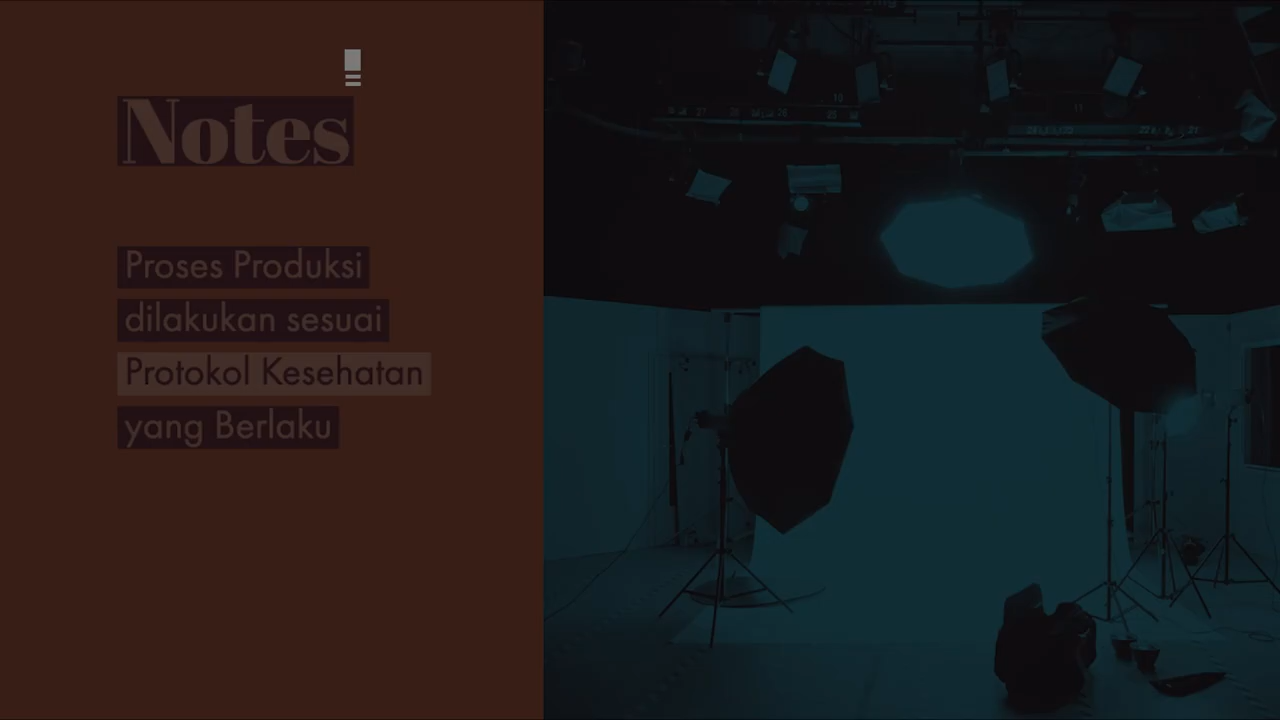 Notes
Proses Produksi
dilakukan sesuai
Protokol Kesehatan
yang Berlaku